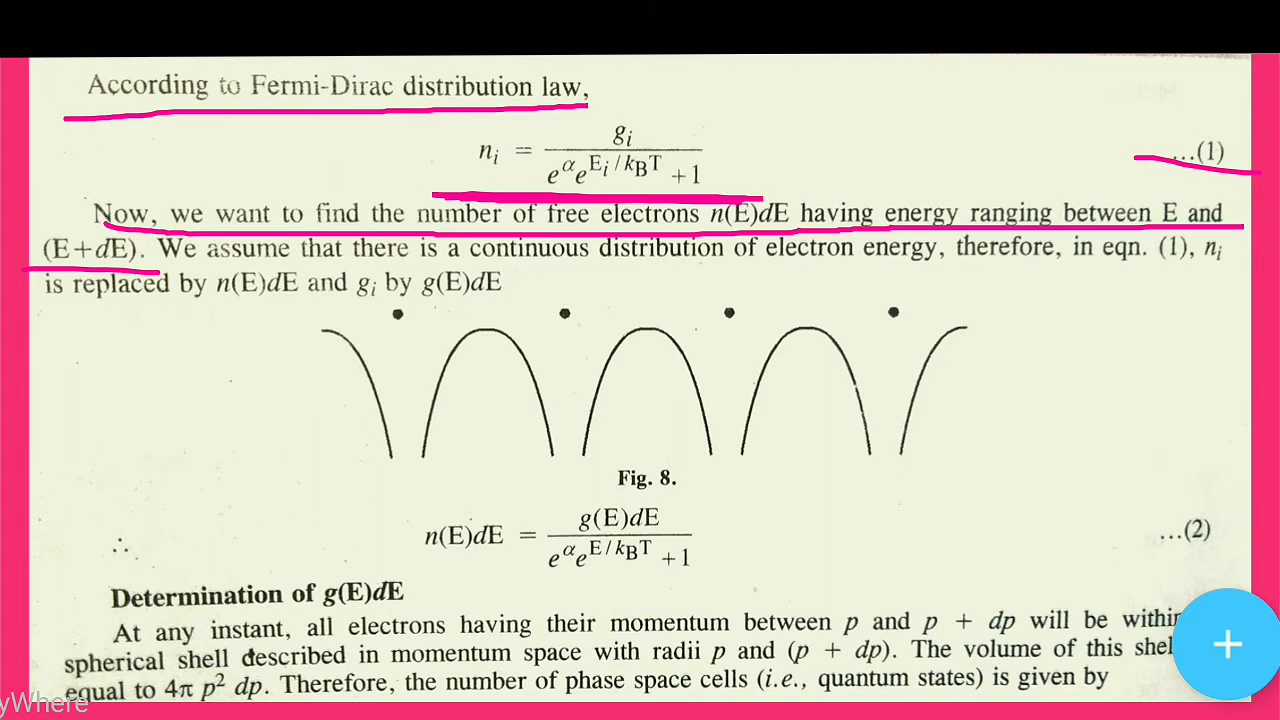 According to Fermi-Dirac distribution law,
n_i = g_i / (e^α e^{E_i/k_BT} + 1) ...(1)
Now, we want to find the number of free electrons n(E)dE having energy ranging between E and
(E+dE). We assume that there is a continuous distribution of electron energy, therefore, in eqn. (1), n_i
is replaced by n(E)dE and g_i by g(E)dE
Fig. 8.
∴ n(E)dE = g(E)dE / (e^α e^{E/k_BT} + 1) ...(2)
Determination of g(E)dE
At any instant, all electrons having their momentum between p and p + dp will be within
spherical shell described in momentum space with radii p and (p + dp). The volume of this shel
equal to 4π p² dp. Therefore, the number of phase space cells (i.e., quantum states) is given by
yWhere